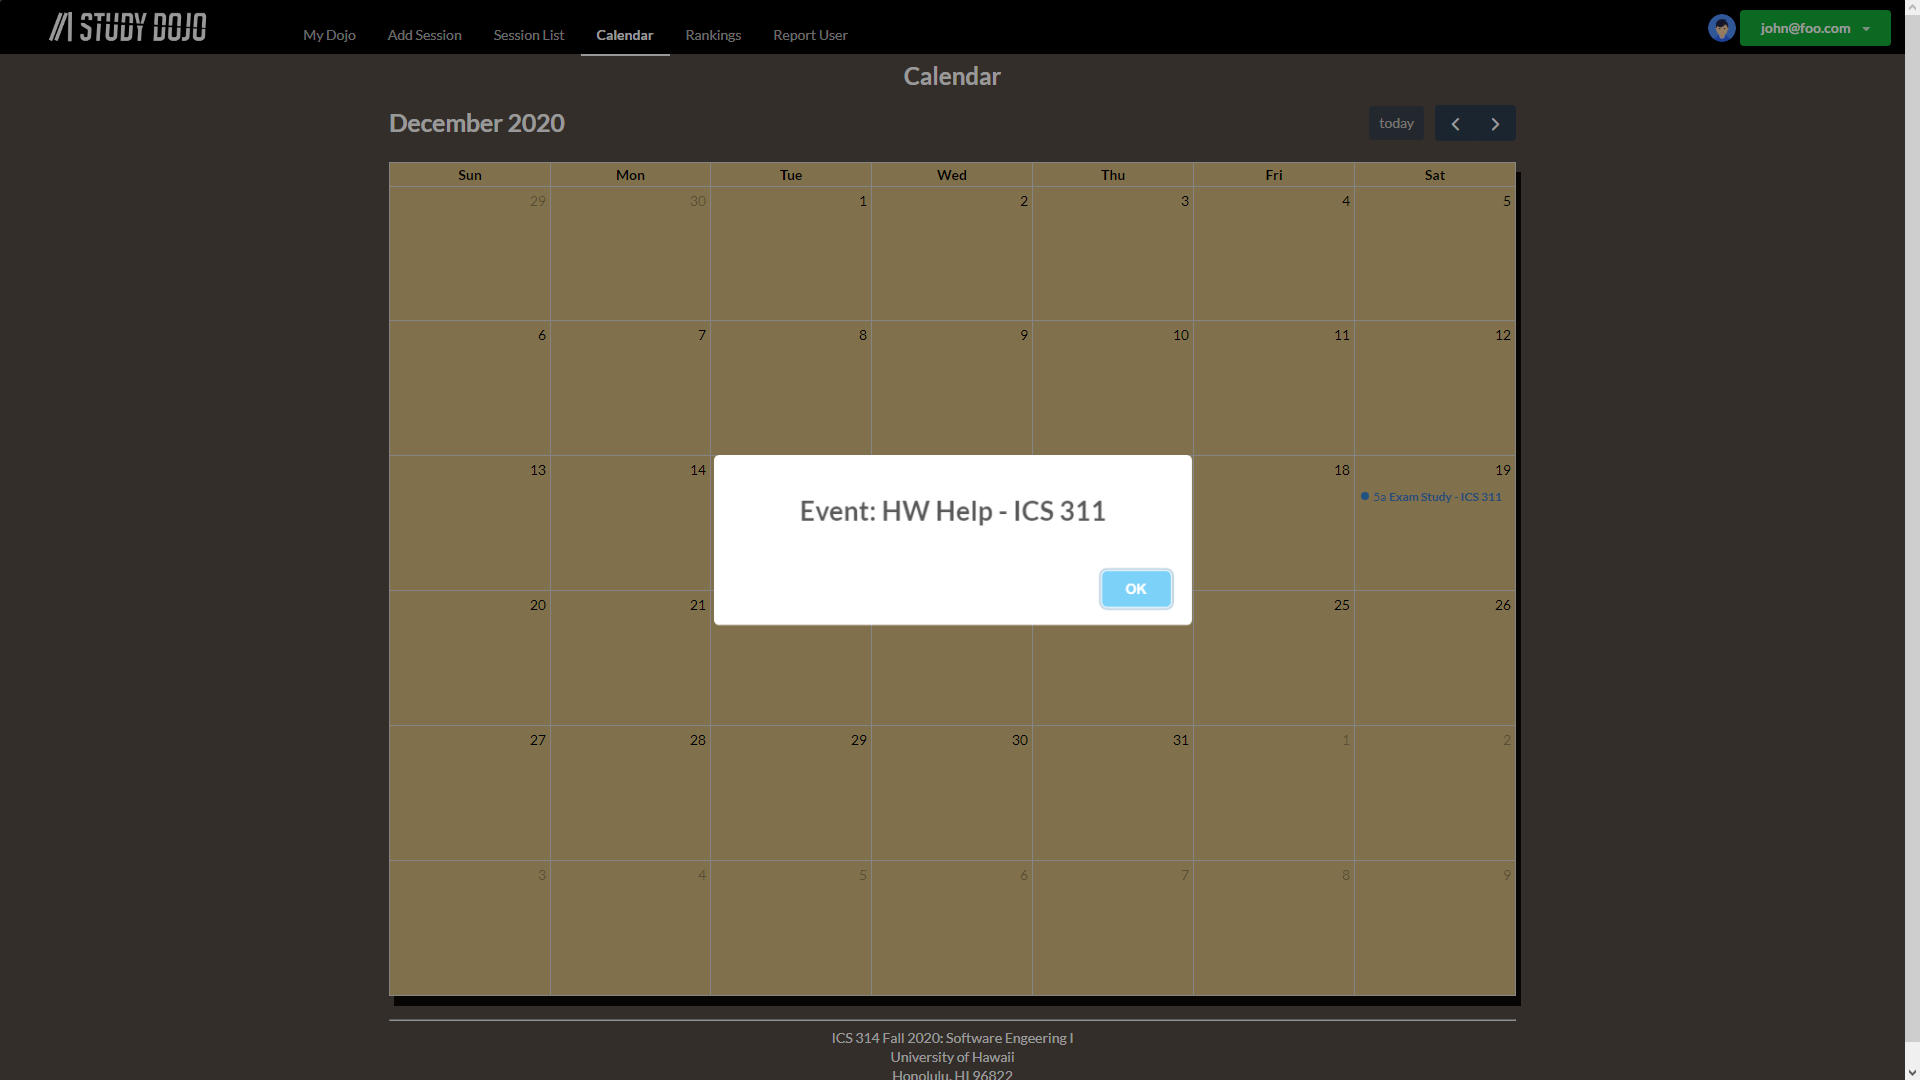 STUDY DOJO
My Dojo Add Session Session List Calendar Rankings Report User john@foo.com
Calendar
December 2020 today
Sun Mon Tue Wed Thu Fri Sat
29 30 1 2 3 4 5
6 7 8 9 10 11 12
13 14 18 19
5a Exam Study - ICS 311
Event: HW Help - ICS 311
OK
20 21 25 26
27 28 29 30 31 1 2
3 4 5 6 7 8 9
ICS 314 Fall 2020: Software Engeering I
University of Hawaii
Honolulu, HI 96822